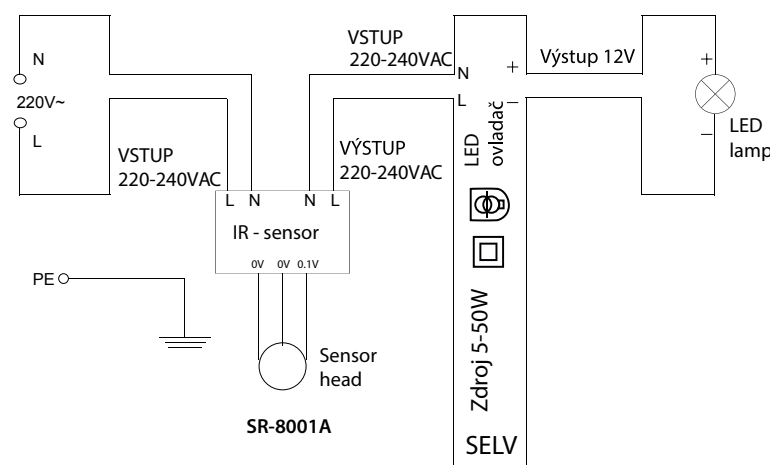 N
220V~
L
VSTUP
220-240VAC
VSTUP
220-240VAC
VÝSTUP
220-240VAC
L N
N L
IR - sensor
0V 0V 0.1V
PE
Sensor
head
SR-8001A
N
L
+
–
LED
ovladač
Zdroj 5-50W
SELV
Výstup 12V
+
–
LED
lamp